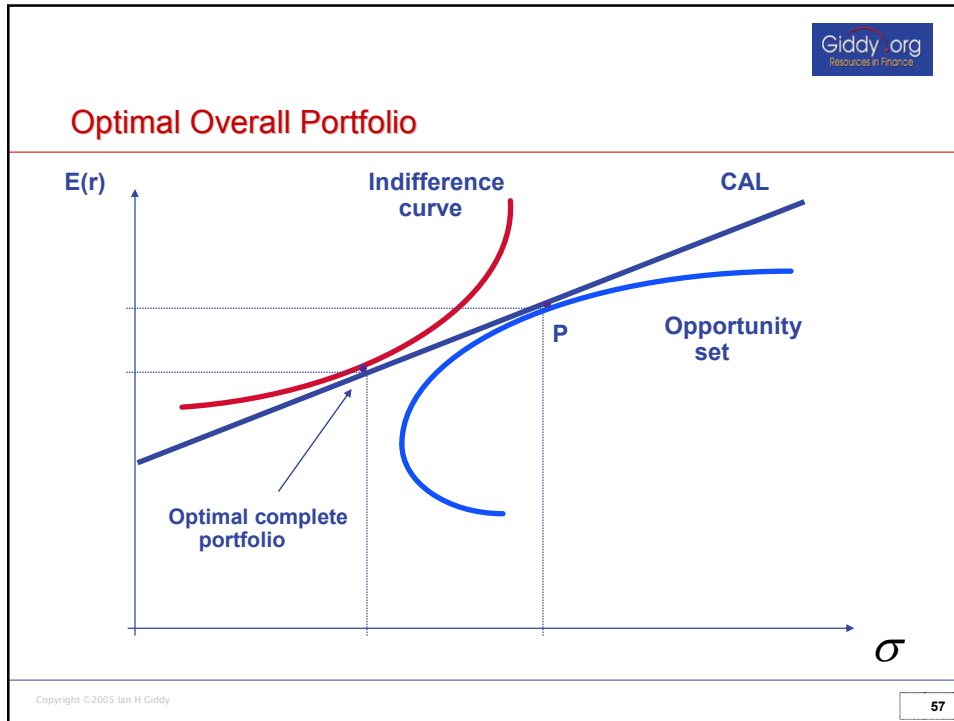 Giddy.org
Resources in Finance
Optimal Overall Portfolio
E(r)
Indifference
curve
CAL
P
Opportunity
set
Optimal complete
portfolio
σ
Copyright ©2005 Ian H Giddy
57